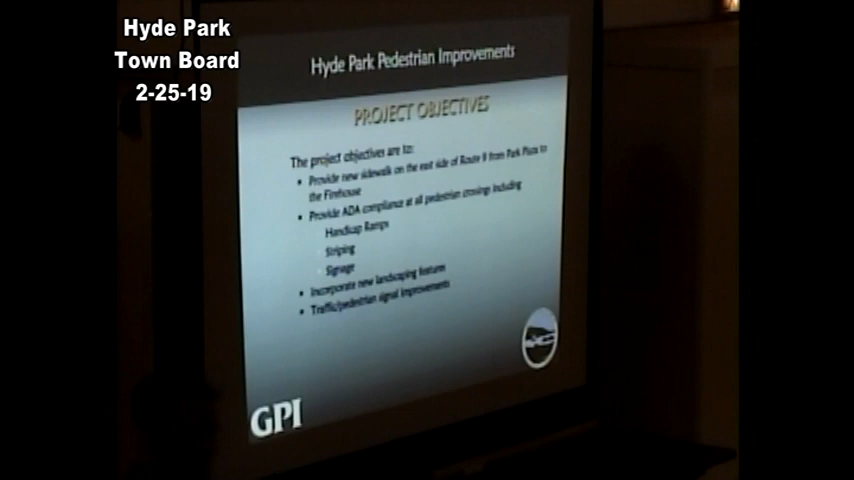 Hyde Park
Town Board
2-25-19
Hyde Park Pedestrian Improvements
PROJECT OBJECTIVES
The project objectives are to:
• Provide new sidewalk on the east side of Route 9 from Park Plaza to
the Firehouse
• Provide ADA compliance at all pedestrian crossings including
Handicap Ramps
Striping
Signage
• Incorporate new landscaping features
• Traffic/pedestrian signal improvements
GPI